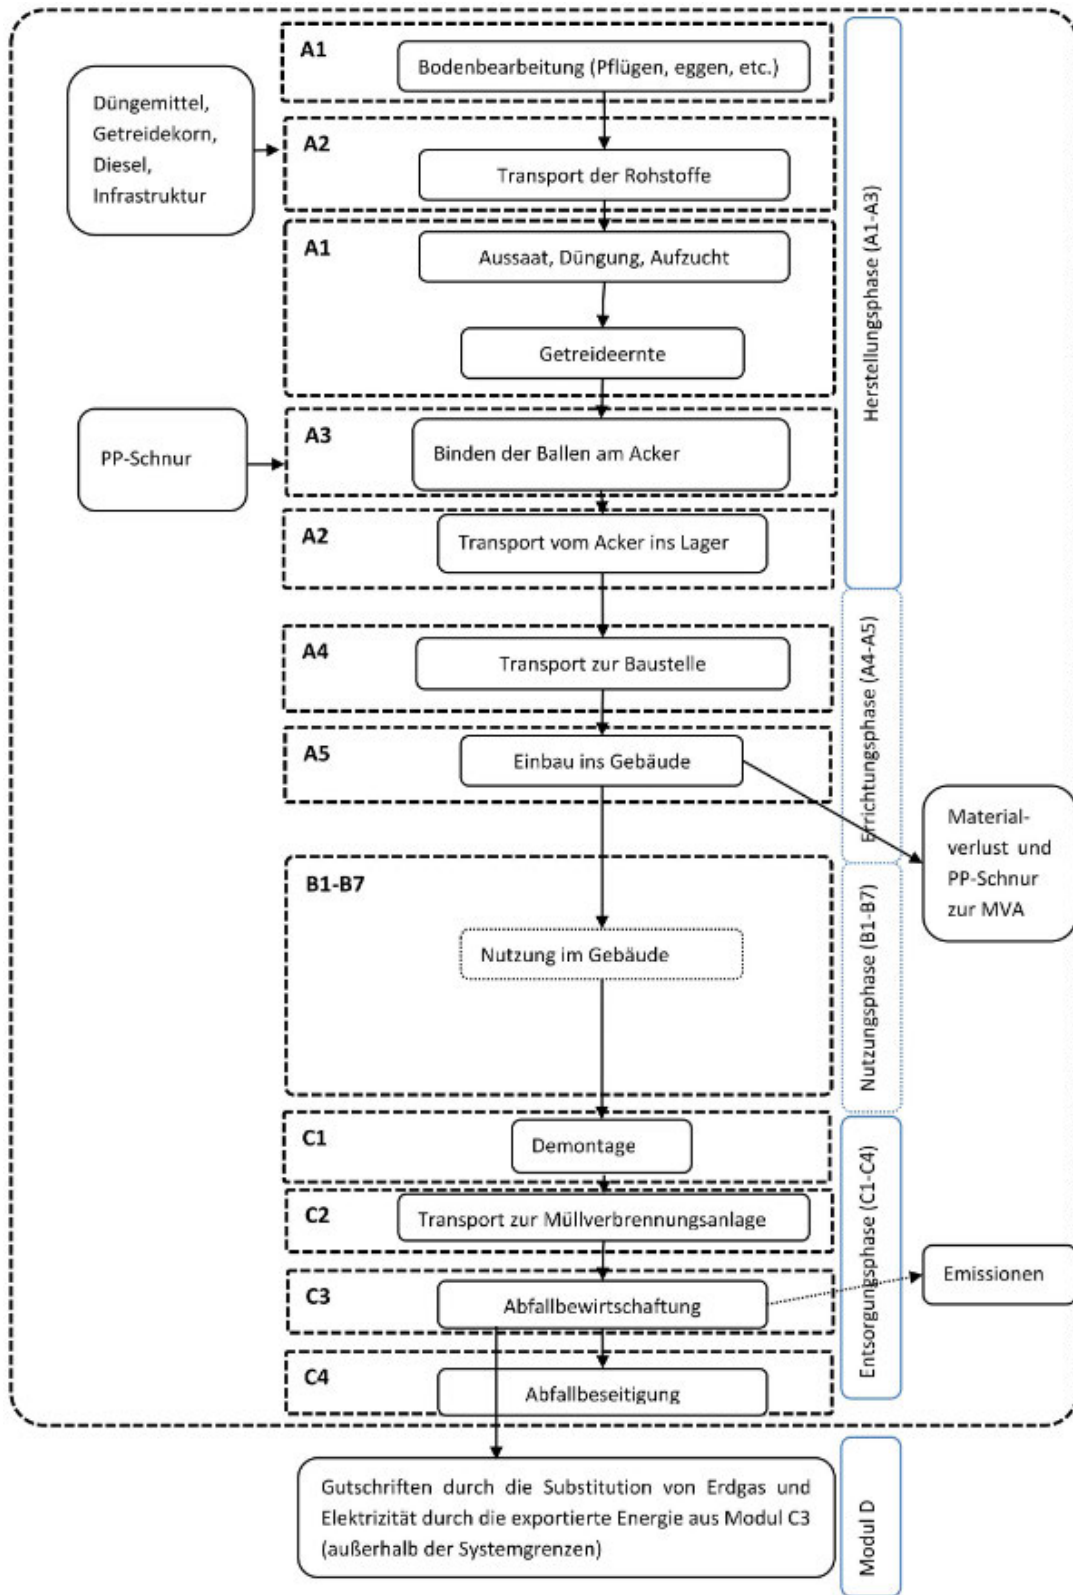 A1
Bodenbearbeitung (Pflügen, eggen, etc.)
Düngemittel,
Getreidekorn,
Diesel,
Infrastruktur
A2
Transport der Rohstoffe
A1
Aussaat, Düngung, Aufzucht
Getreideernte
Herstellungsphase (A1-A3)
PP-Schnur
A3
Binden der Ballen am Acker
A2
Transport vom Acker ins Lager
A4
Transport zur Baustelle
Errichtungsphase (A4-A5)
A5
Einbau ins Gebäude
Material-
verlust und
PP-Schnur
zur MVA
B1-B7
Nutzung im Gebäude
Nutzungsphase (B1-B7)
C1
Demontage
C2
Transport zur Müllverbrennungsanlage
Entsorgungsphase (C1-C4)
Emissionen
C3
Abfallbewirtschaftung
C4
Abfallbeseitigung
Gutschriften durch die Substitution von Erdgas und
Elektrizität durch die exportierte Energie aus Modul C3
(außerhalb der Systemgrenzen)
Modul D